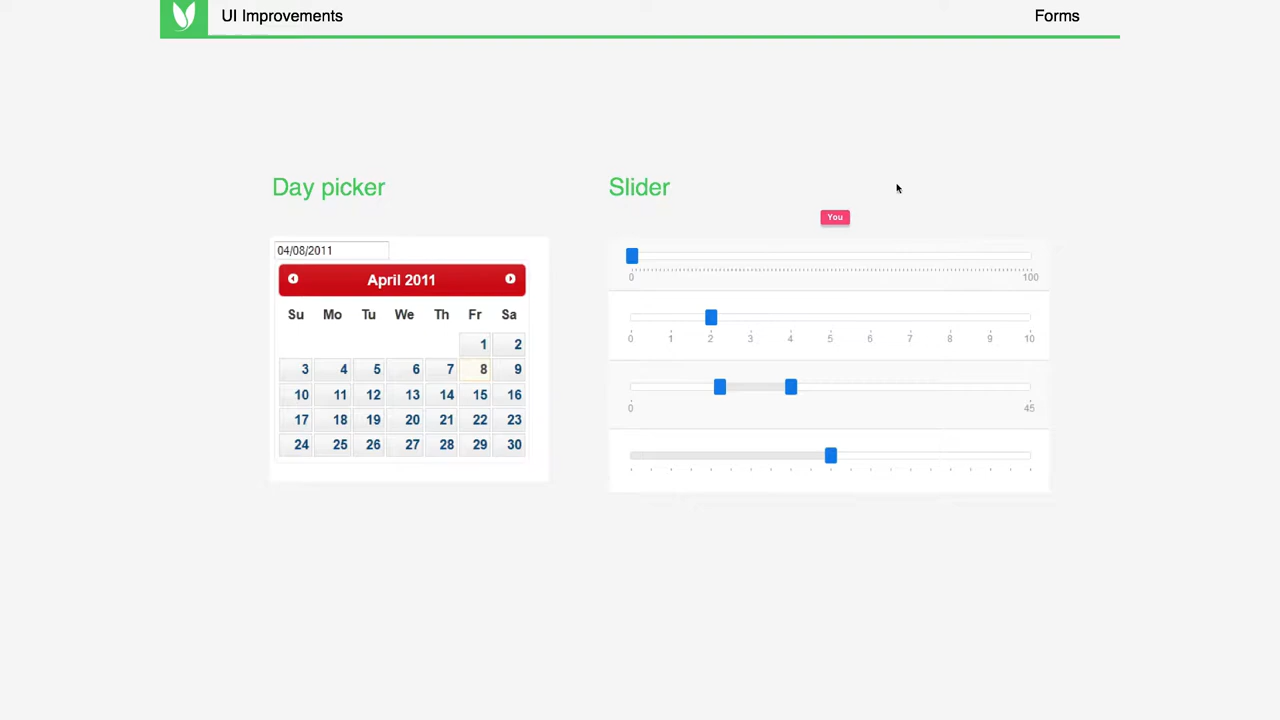 UI Improvements
Forms
Day picker
04/08/2011
April 2011
Su Mo Tu We Th Fr Sa
1 2
3 4 5 6 7 8 9
10 11 12 13 14 15 16
17 18 19 20 21 22 23
24 25 26 27 28 29 30
Slider
You
0 100
0 1 2 3 4 5 6 7 8 9 10
0 45